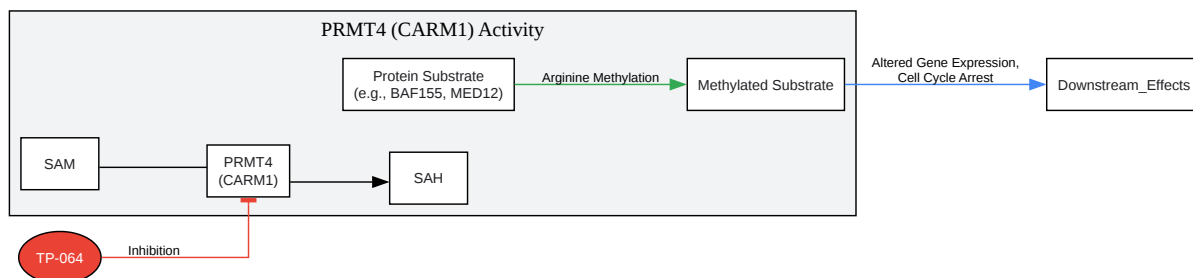 PRMT4 (CARM1) Activity
Protein Substrate
(e.g., BAF155, MED12)
Arginine Methylation
Methylated Substrate
Altered Gene Expression,
Cell Cycle Arrest
Downstream_Effects
SAM
PRMT4
(CARM1)
SAH
TP-064
Inhibition